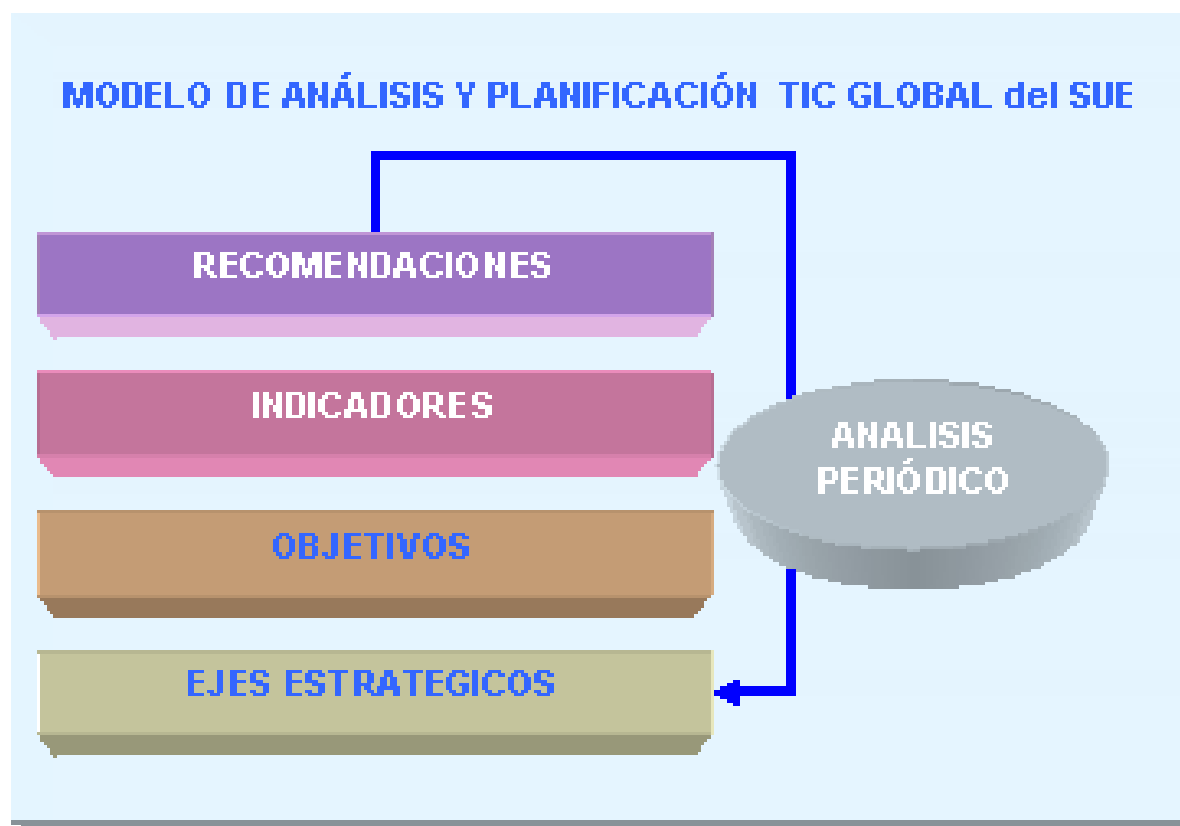 MODELO DE ANÁLISIS Y PLANIFICACIÓN TIC GLOBAL del SUE
RECOMENDACIONES
INDICADORES
ANALISIS
PERIÓDICO
OBJETIVOS
EJES ESTRATEGICOS